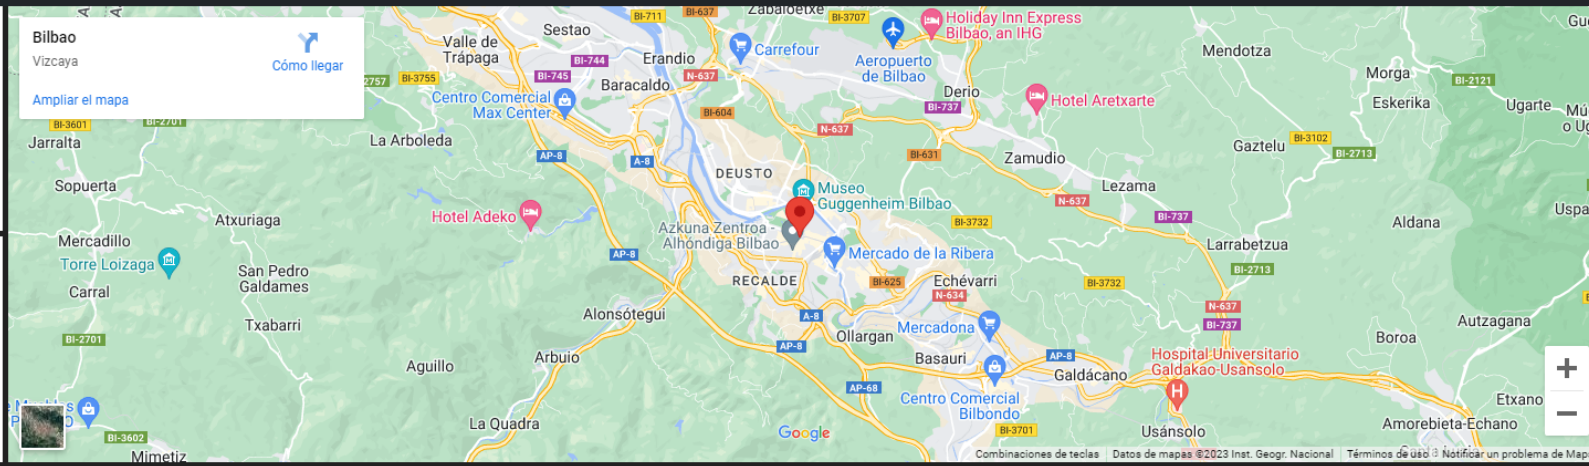 Bilbao
Vizcaya
Cómo llegar
Ampliar el mapa
BI-711
BI-637
Zabaloetxe
BI-3707
Holiday Inn Express
Bilbao, an IHG
Sestao
Valle de
Trápaga
Erandio
Carrefour
Aeropuerto
de Bilbao
Mendotza
BI-744
BI-745
N-637
2757
BI-3755
Baracaldo
Derio
Morga
BI-2121
Centro Comercial
Max Center
BI-604
BI-737
Hotel Aretxarte
Eskerika
Ugarte
BI-3601
BI-2701
Jarralta
La Arboleda
N-637
BI-3102
Gaztelu
BI-2713
AP-8
A-8
BI-631
Zamudio
DEUSTO
Sopuerta
Museo
Guggenheim Bilbao
Lezama
N-637
Atxuriaga
Hotel Adeko
BI-737
BI-3732
Aldana
Azkuna Zentroa -
Alhóndiga Bilbao
Mercadillo
Torre Loizaga
AP-8
Mercado de la Ribera
Larrabetzua
BI-2713
San Pedro
Galdames
RECALDE
BI-625
Echévarri
BI-3732
Carral
N-634
N-637
BI-737
Alonsótegui
A-8
Txabarri
Mercadona
Autzagana
BI-2701
Ollargan
AP-8
Boroa
Arbuio
Basauri
AP-8
Hospital Universitario
Galdakao-Usansolo
Aguillo
Galdácano
AP-68
Centro Comercial
Bilbondo
Etxano
La Quadra
Google
BI-3701
Usánsolo
Amorebieta-Echano
BI-3602
Mimetiz
Combinaciones de teclas
Datos de mapas ©2023 Inst. Geogr. Nacional
Términos de uso
Notificar un problema de Map